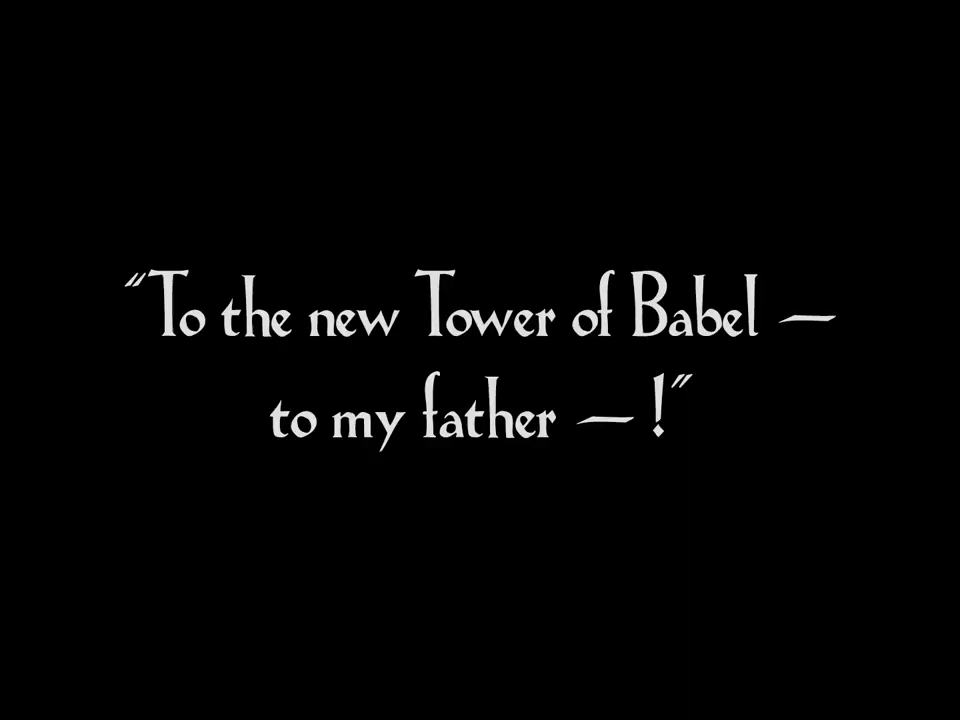 "To the new Tower of Babel —
to my father — !"